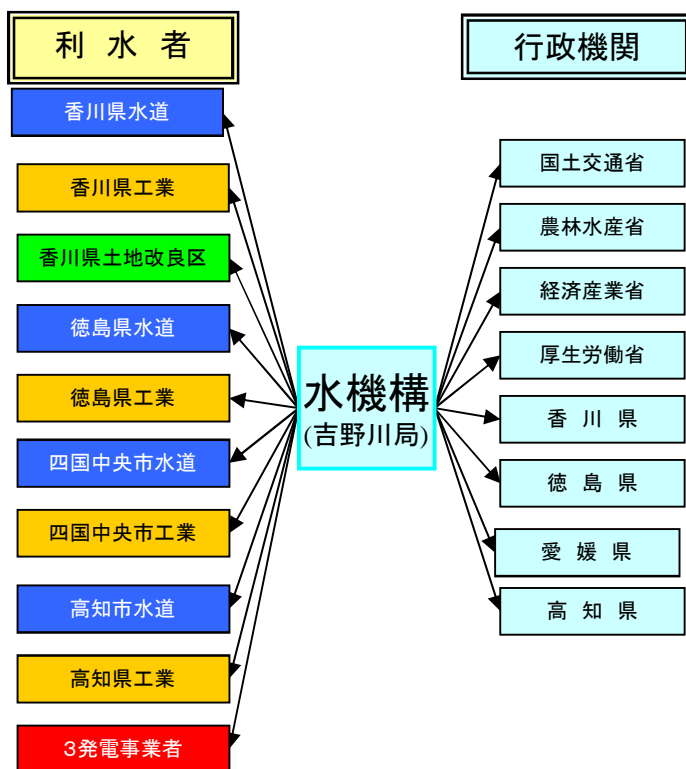 利 水 者
香川県水道
香川県工業
香川県土地改良区
徳島県水道
徳島県工業
四国中央市水道
四国中央市工業
高知市水道
高知県工業
3発電事業者
水機構
(吉野川局)
行政機関
国土交通省
農林水産省
経済産業省
厚生労働省
香 川 県
徳 島 県
愛 媛 県
高 知 県